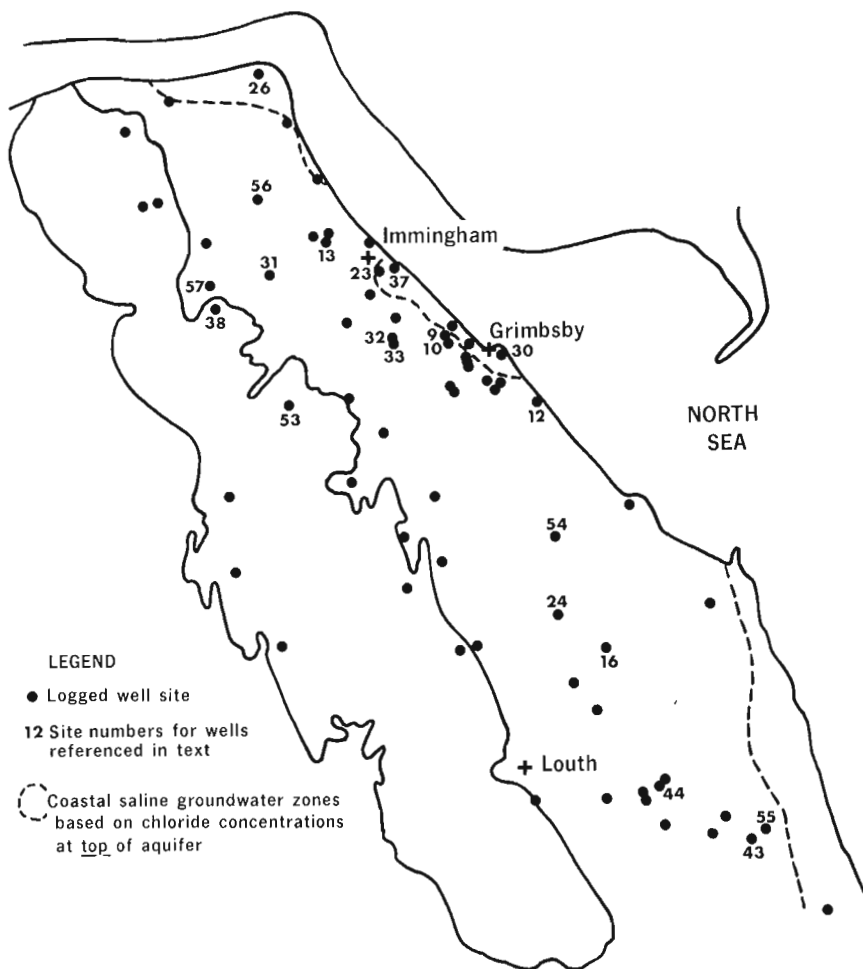 26
56
Immingham
13
23
37
31
57
38
9
Grimbsby
32
10
30
33
53
12
NORTH
SEA
54
24
16
LEGEND
Logged well site
12 Site numbers for wells
referenced in text
Louth
44
Coastal saline groundwater zones
based on chloride concentrations
at top of aquifer
55
43